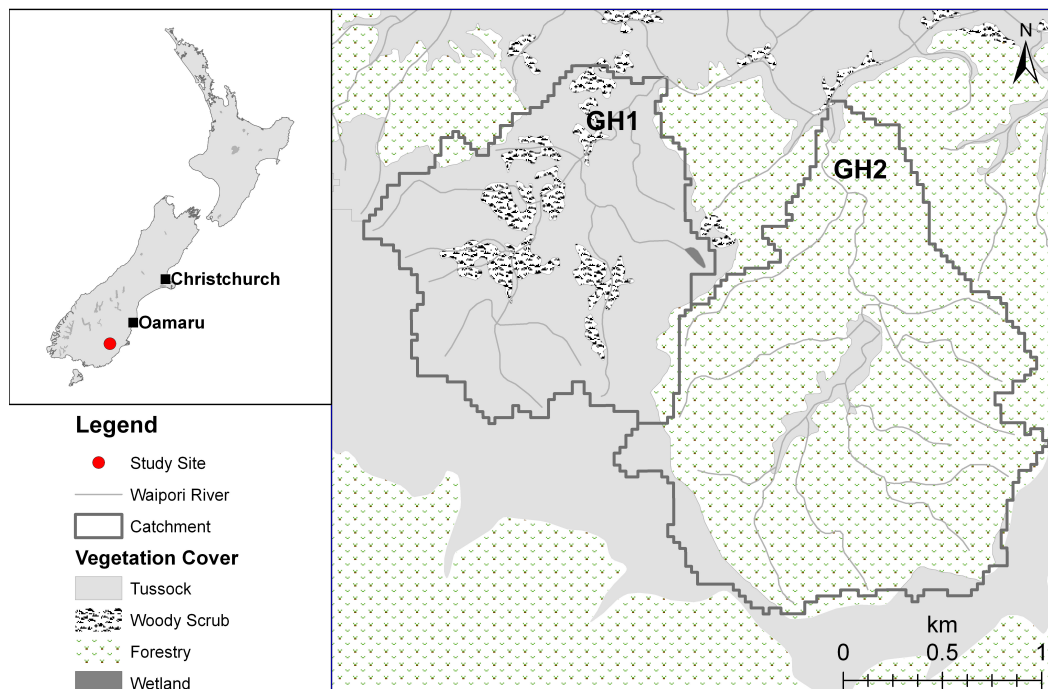 Christchurch
Oamaru
Legend
Study Site
Waipori River
Catchment
Vegetation Cover
Tussock
Woody Scrub
Forestry
Wetland
GH1
GH2
N
km
0 0.5 1